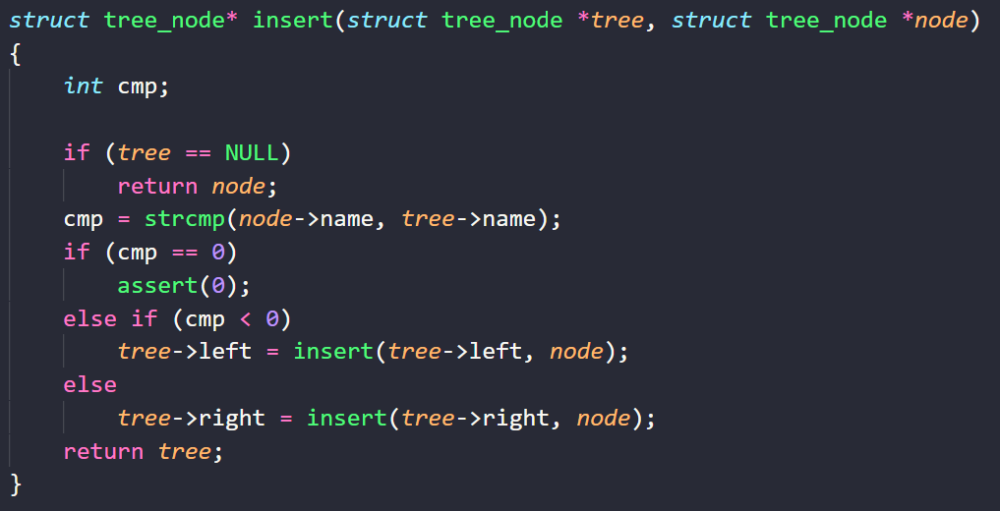 struct tree_node* insert(struct tree_node *tree, struct tree_node *node)
{
    int cmp;

    if (tree == NULL)
        return node;
    cmp = strcmp(node->name, tree->name);
    if (cmp == 0)
        assert(0);
    else if (cmp < 0)
        tree->left = insert(tree->left, node);
    else
        tree->right = insert(tree->right, node);
    return tree;
}